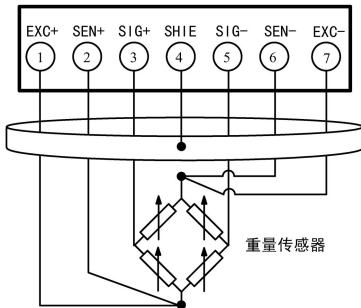 EXC+ SEN+ SIG+ SHIE SIG- SEN- EXC-
1 2 3 4 5 6 7
重量传感器